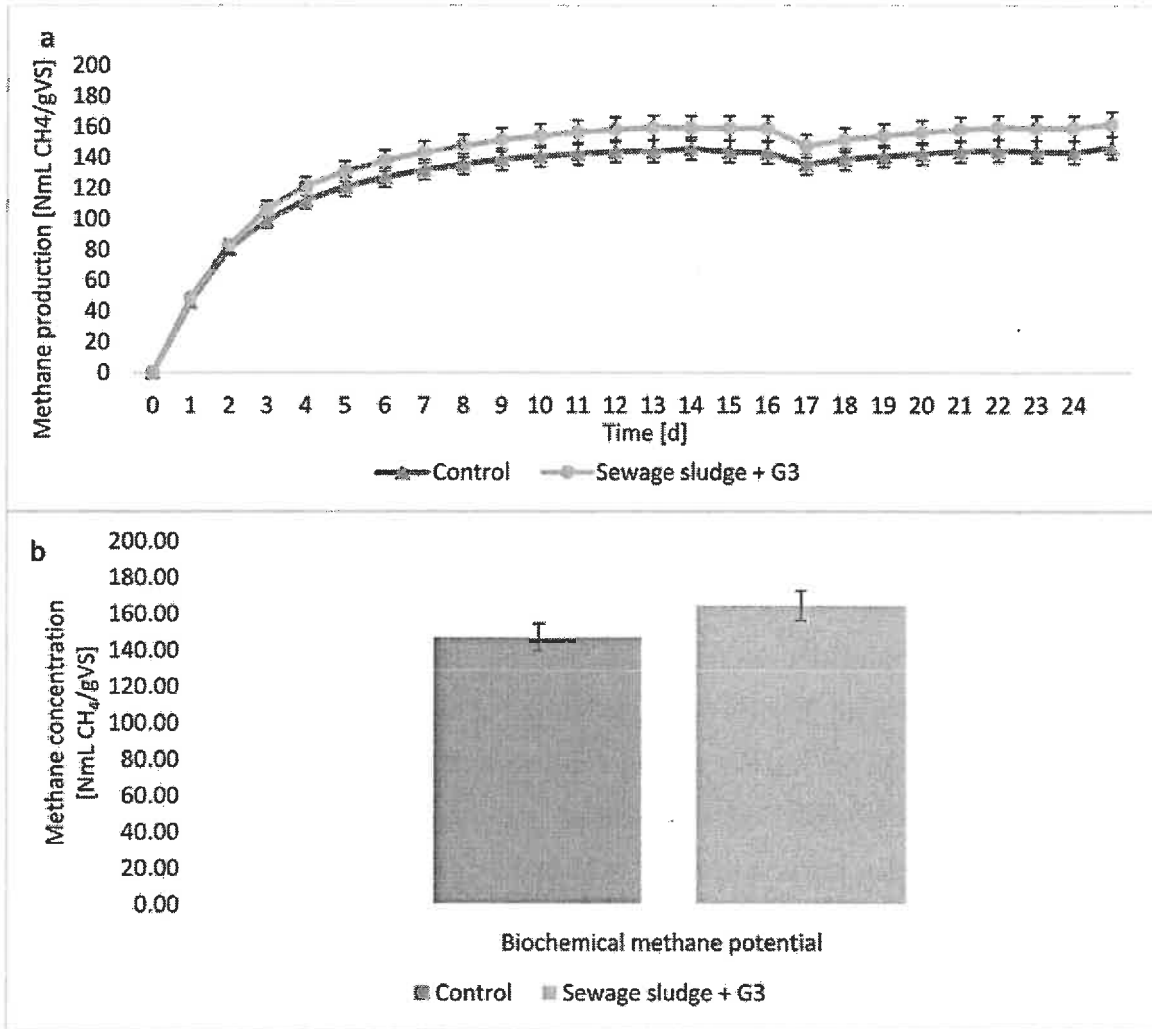 a
Methane production [NmL CH4/gVS]
200
180
160
140
120
100
80
60
40
20
0
0 1 2 3 4 5 6 7 8 9 10 11 12 13 14 15 16 17 18 19 20 21 22 23 24
Time [d]
Control Sewage sludge + G3
b
Methane concentration
[NmL CH₄/gVS]
200.00
180.00
160.00
140.00
120.00
100.00
80.00
60.00
40.00
20.00
0.00
Biochemical methane potential
Control Sewage sludge + G3